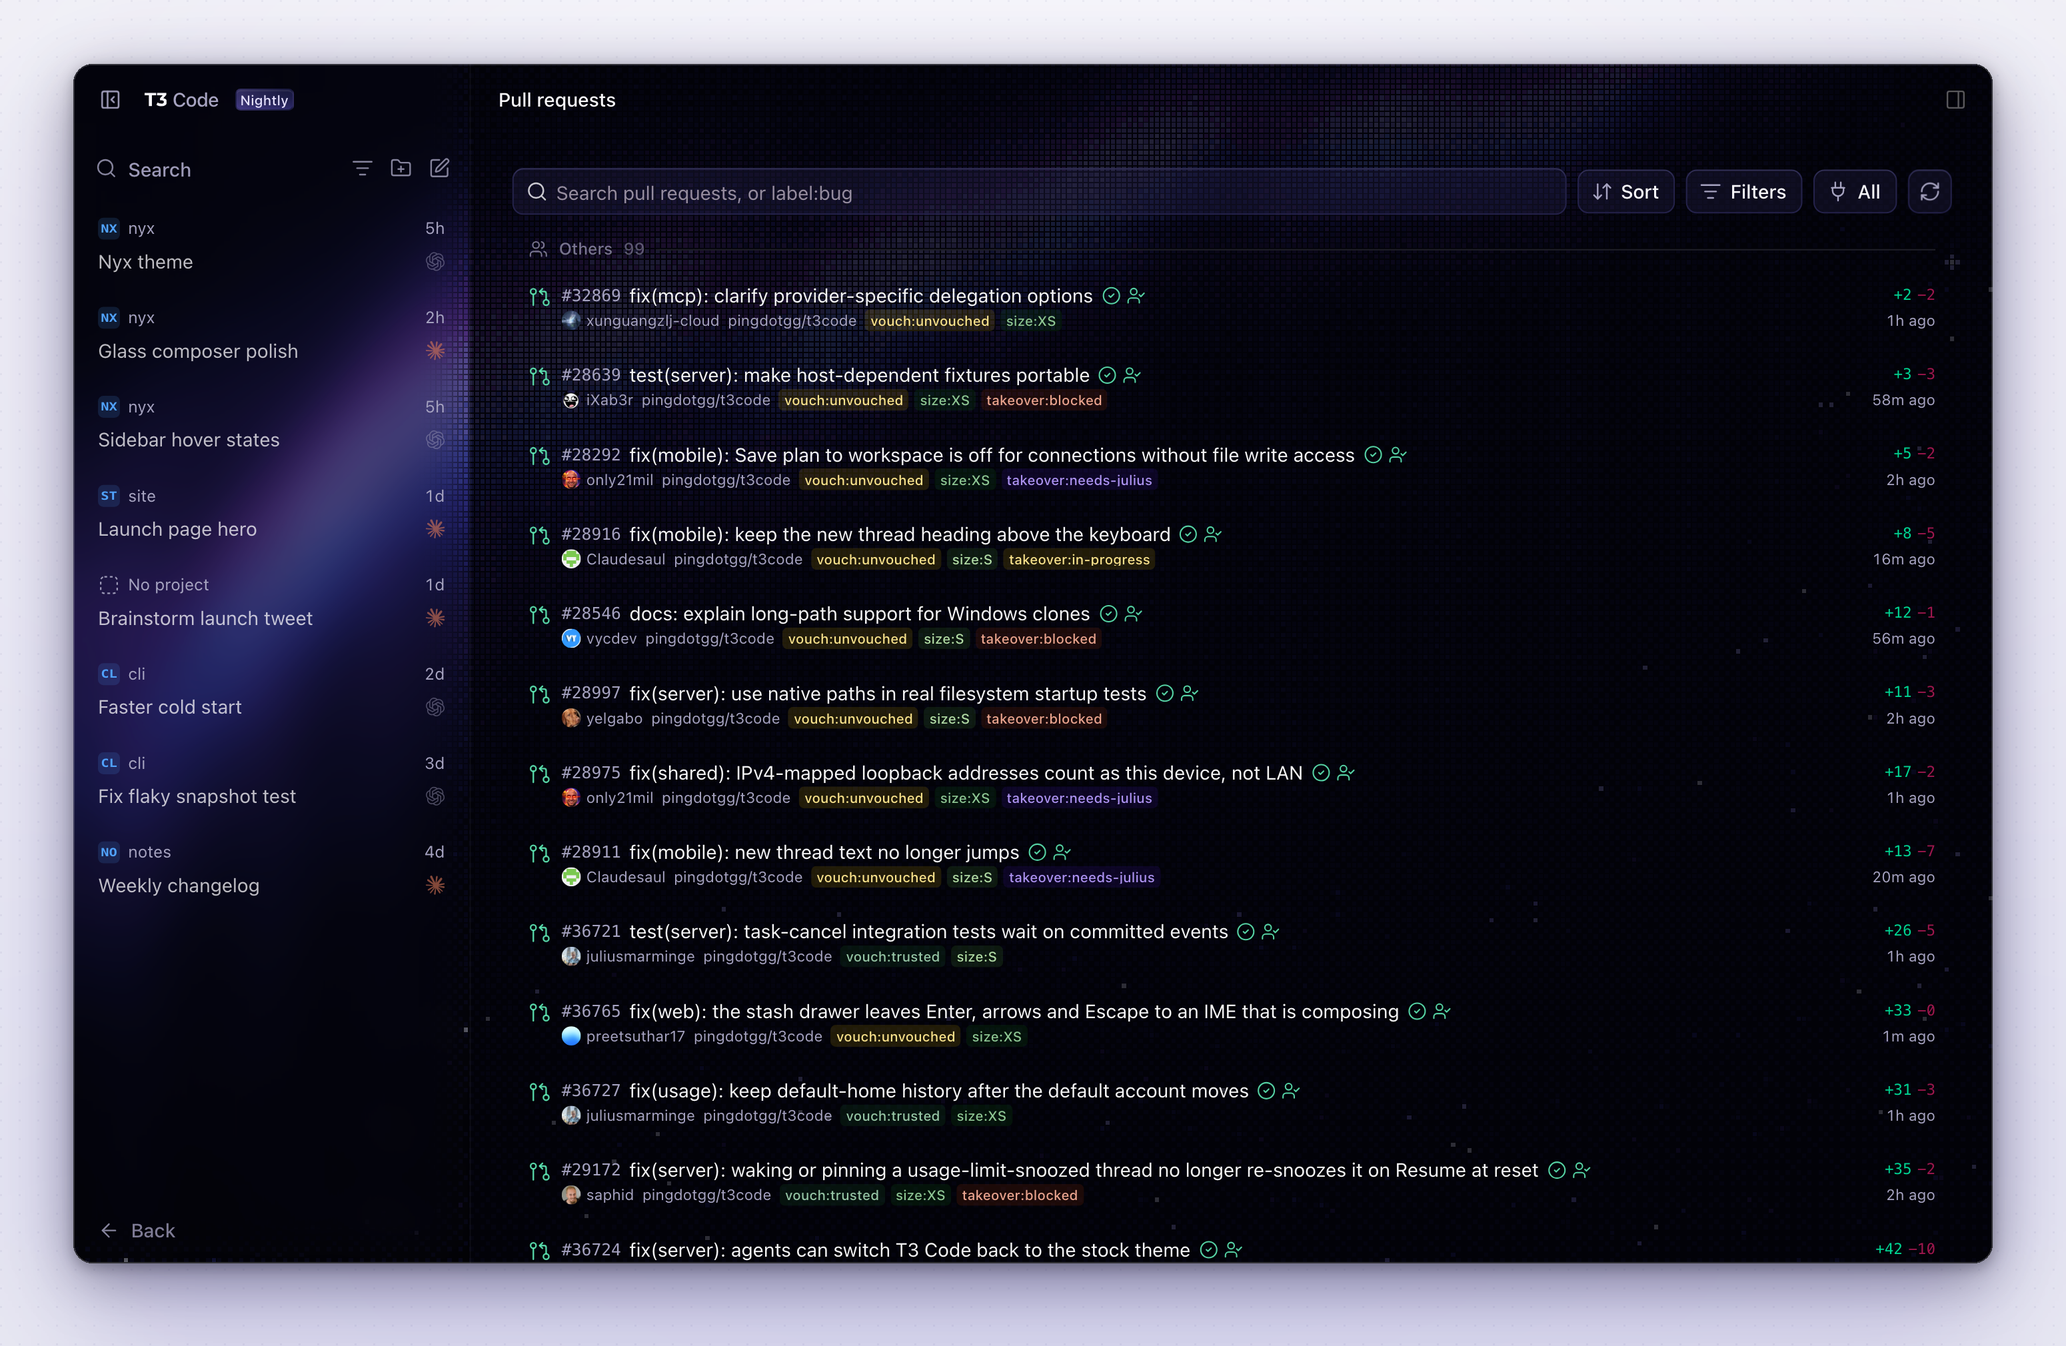 T3 Code Nightly
Search
NX nyx 5h
Nyx theme
NX nyx 2h
Glass composer polish
NX nyx 5h
Sidebar hover states
ST site 1d
Launch page hero
No project 1d
Brainstorm launch tweet
CL cli 2d
Faster cold start
CL cli 3d
Fix flaky snapshot test
NO notes 4d
Weekly changelog
Back
Pull requests
Search pull requests, or label:bug
Sort
Filters
All
Others 99
#32869 fix(mcp): clarify provider-specific delegation options +2 −2
xunguangzlj-cloud pingdotgg/t3code vouch:unvouched size:XS 1h ago
#28639 test(server): make host-dependent fixtures portable +3 −3
iXab3r pingdotgg/t3code vouch:unvouched size:XS takeover:blocked 58m ago
#28292 fix(mobile): Save plan to workspace is off for connections without file write access +5 −2
only21mil pingdotgg/t3code vouch:unvouched size:XS takeover:needs-julius 2h ago
#28916 fix(mobile): keep the new thread heading above the keyboard +8 −5
Claudesaul pingdotgg/t3code vouch:unvouched size:S takeover:in-progress 16m ago
#28546 docs: explain long-path support for Windows clones +12 −1
VT vycdev pingdotgg/t3code vouch:unvouched size:S takeover:blocked 56m ago
#28997 fix(server): use native paths in real filesystem startup tests +11 −3
yelgabo pingdotgg/t3code vouch:unvouched size:S takeover:blocked 2h ago
#28975 fix(shared): IPv4-mapped loopback addresses count as this device, not LAN +17 −2
only21mil pingdotgg/t3code vouch:unvouched size:XS takeover:needs-julius 1h ago
#28911 fix(mobile): new thread text no longer jumps +13 −7
Claudesaul pingdotgg/t3code vouch:unvouched size:S takeover:needs-julius 20m ago
#36721 test(server): task-cancel integration tests wait on committed events +26 −5
juliusmarminge pingdotgg/t3code vouch:trusted size:S 1h ago
#36765 fix(web): the stash drawer leaves Enter, arrows and Escape to an IME that is composing +33 −0
preetsuthar17 pingdotgg/t3code vouch:unvouched size:XS 1m ago
#36727 fix(usage): keep default-home history after the default account moves +31 −3
juliusmarminge pingdotgg/t3code vouch:trusted size:XS 1h ago
#29172 fix(server): waking or pinning a usage-limit-snoozed thread no longer re-snoozes it on Resume at reset +35 −2
saphid pingdotgg/t3code vouch:trusted size:XS takeover:blocked 2h ago
#36724 fix(server): agents can switch T3 Code back to the stock theme +42 −10